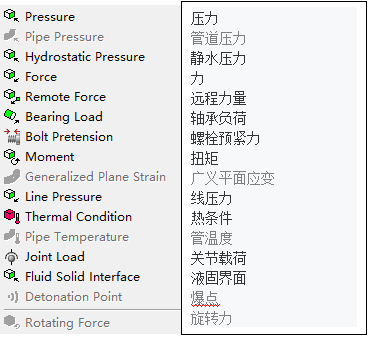 Pressure
Pipe Pressure
Hydrostatic Pressure
Force
Remote Force
Bearing Load
Bolt Pretension
Moment
Generalized Plane Strain
Line Pressure
Thermal Condition
Pipe Temperature
Joint Load
Fluid Solid Interface
Detonation Point
Rotating Force
压力
管道压力
静水压力
力
远程力量
轴承负荷
螺栓预紧力
扭矩
广义平面应变
线压力
热条件
管温度
关节载荷
液固界面
爆点
旋转力